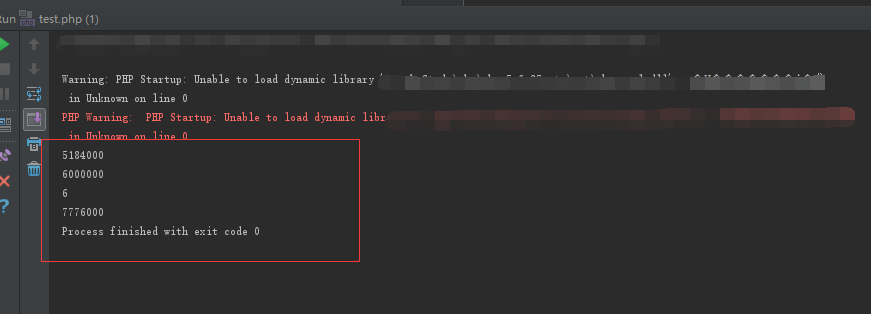 Run test.php (1)
Warning: PHP Startup: Unable to load dynamic library
in Unknown on line 0
PHP Warning: PHP Startup: Unable to load dynamic libr
in Unknown on line 0
5184000
6000000
6
7776000
Process finished with exit code 0